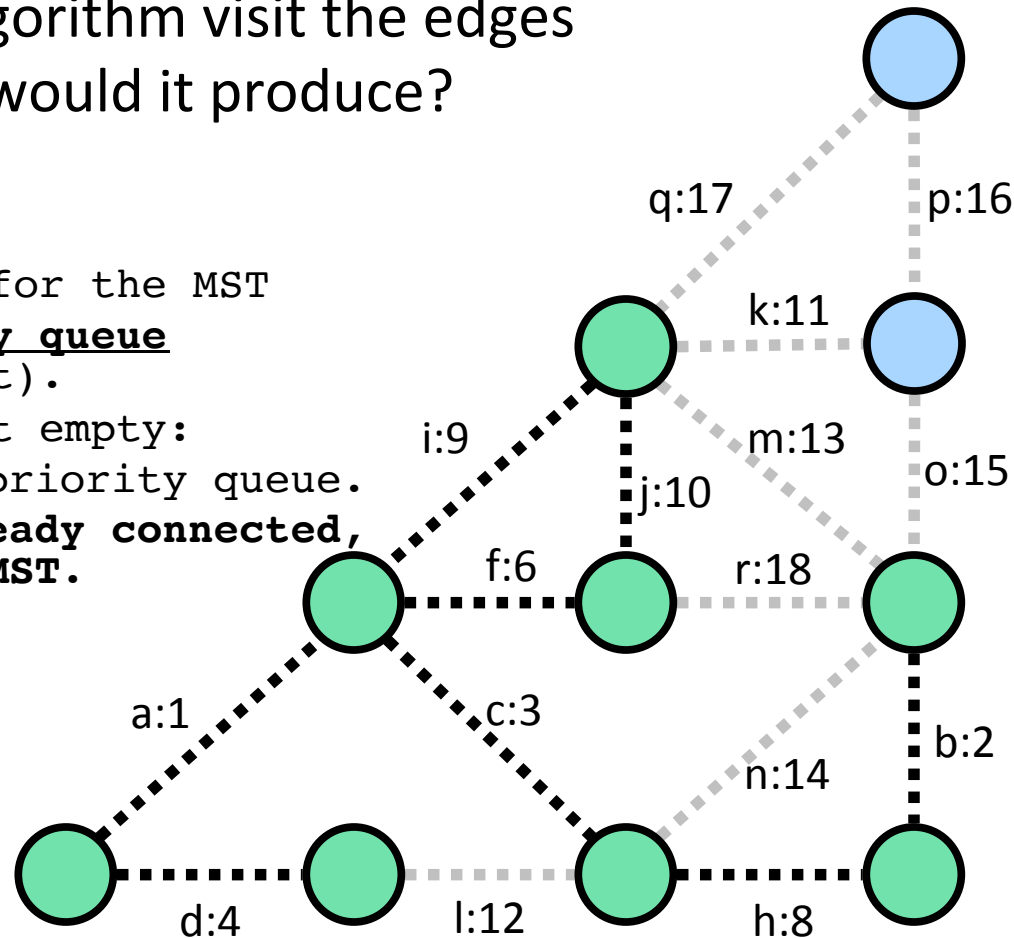 gorithm visit the edges
would it produce?
q:17
p:16
for the MST
y queue
t).
t empty:
priority queue.
eady connected,
MST.
k:11
i:9
m:13
j:10
o:15
f:6
r:18
a:1
c:3
b:2
n:14
d:4
l:12
h:8